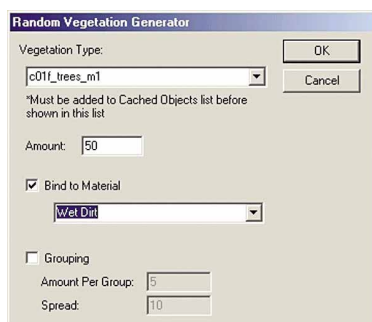 Random Vegetation Generator
Vegetation Type:
OK
c01f_trees_m1
Cancel
*Must be added to Cached Objects list before
shown in this list
Amount: 50
Bind to Material
Wet Dirt
Grouping
Amount Per Group: 5
Spread: 10